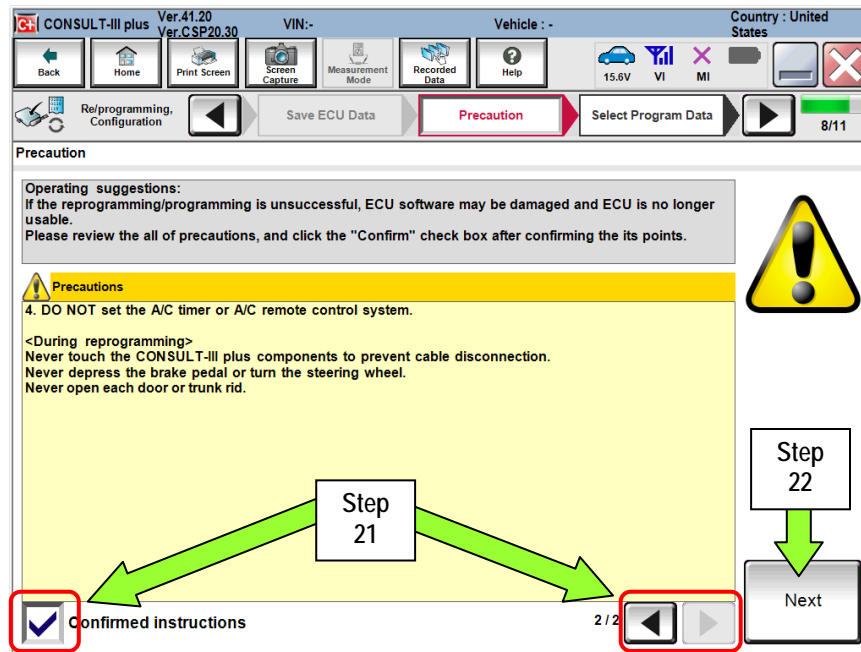 CONSULT-III plus Ver.41.20 VIN:- Vehicle : - Country : United
Ver.CSP20.30 States
Back Home Print Screen Screen Capture Measurement Mode Recorded Data Help 15.6V VI MI
Re/programming, Configuration Save ECU Data Precaution Select Program Data 8/11
Precaution
Operating suggestions:
If the reprogramming/programming is unsuccessful, ECU software may be damaged and ECU is no longer
usable.
Please review the all of precautions, and click the "Confirm" check box after confirming the its points.
Precautions
4. DO NOT set the A/C timer or A/C remote control system.
<During reprogramming>
Never touch the CONSULT-III plus components to prevent cable disconnection.
Never depress the brake pedal or turn the steering wheel.
Never open each door or trunk rid.
Step
21
Step
22
Confirmed instructions
2 / 2
Next